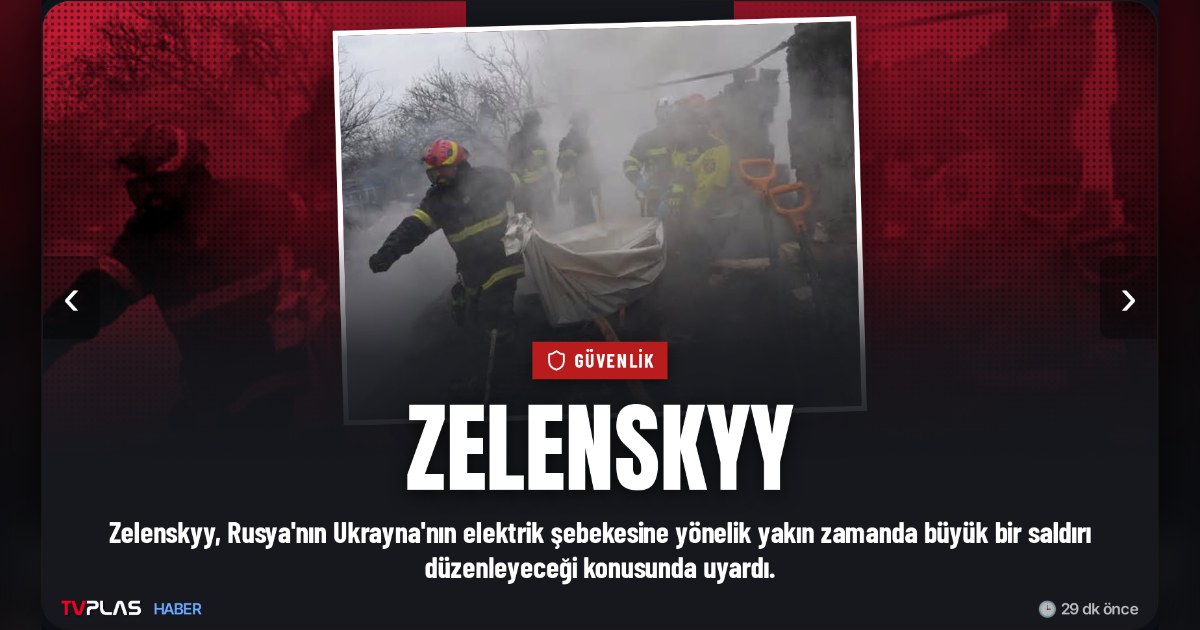 GÜVENLİK
ZELENSKYY
Zelenskyy, Rusya'nın Ukrayna'nın elektrik şebekesine yönelik yakın zamanda büyük bir saldırı
düzenleyeceği konusunda uyardı.
TVPLAS HABER
29 dk önce